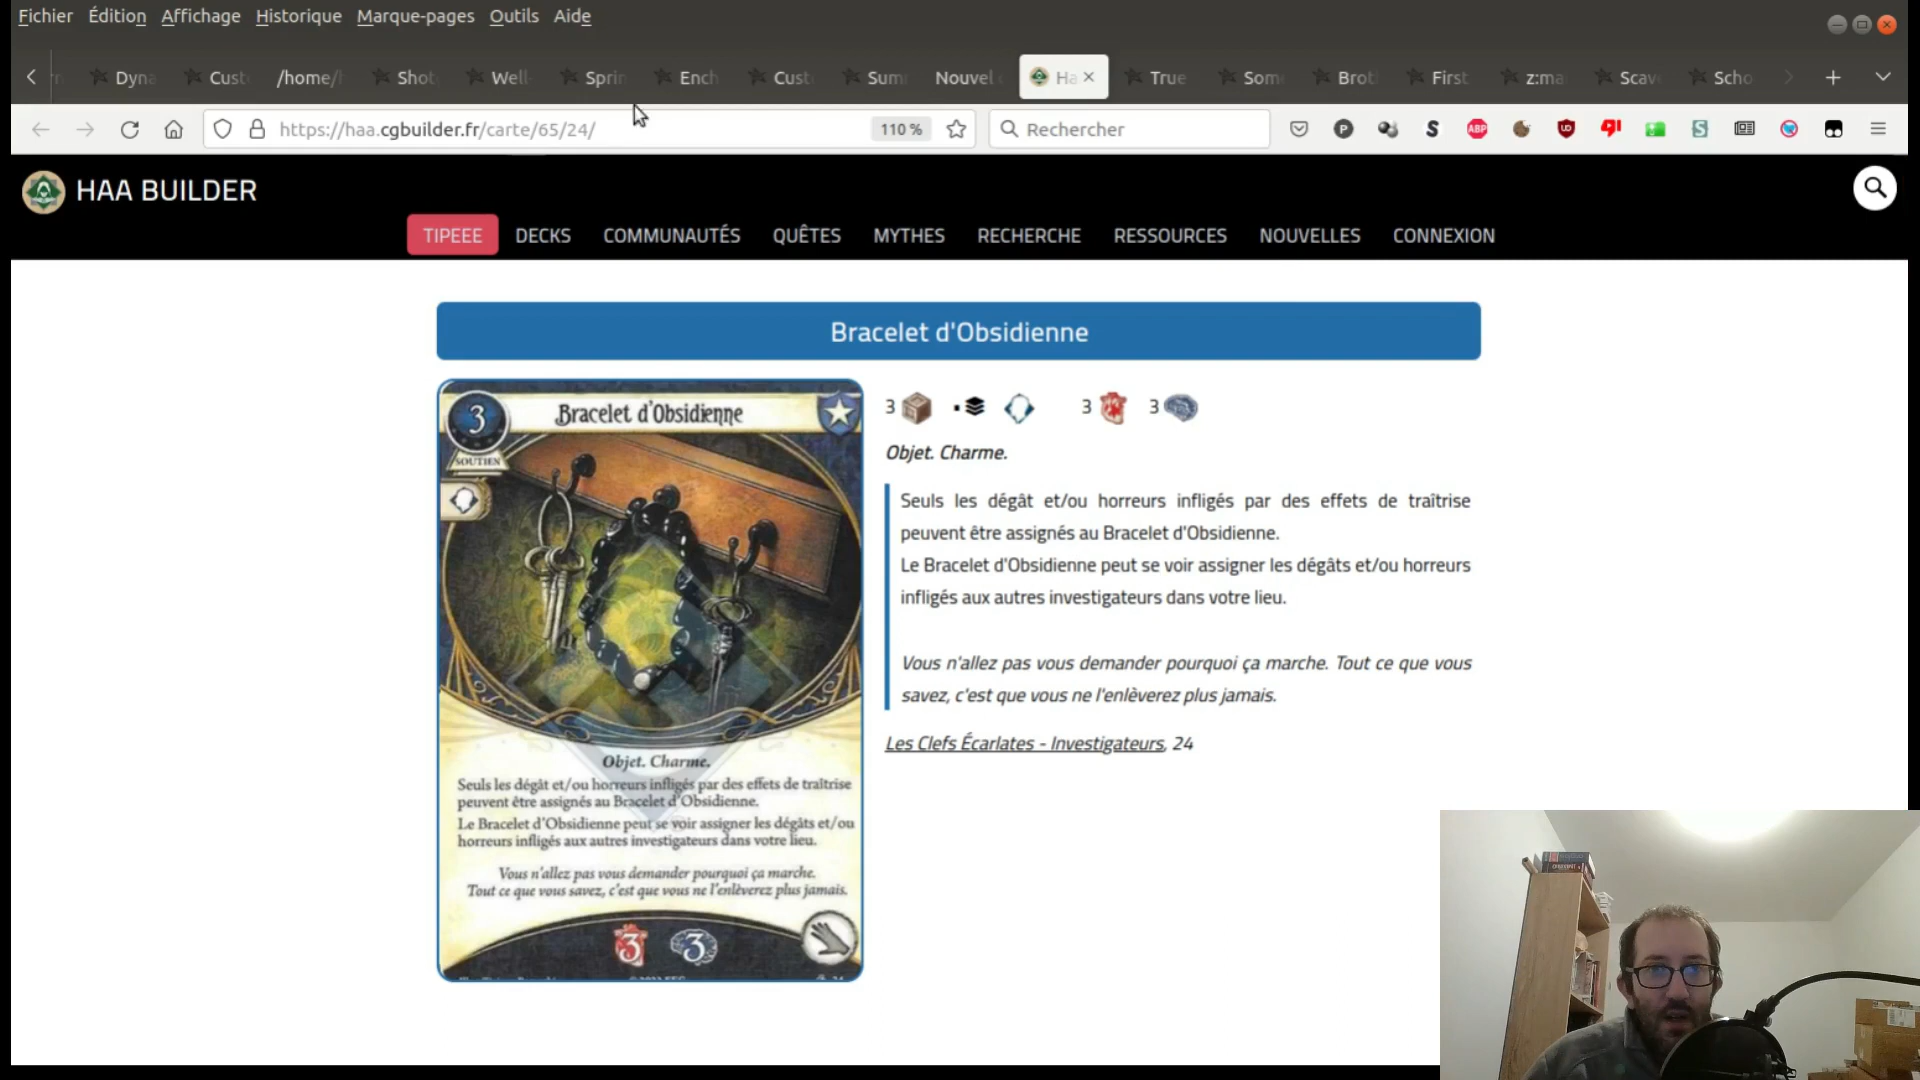 Fichier Édition Affichage Historique Marque-pages Outils Aide
Dyna Cust /home/ Shot Well Sprin Ench Cust Sum Nouvel Ha True Som Brot First z:ma Scav Scho
https://haa.cgbuilder.fr/carte/65/24/ 110 % Rechercher
HAA BUILDER
TIPEEE DECKS COMMUNAUTÉS QUÊTES MYTHES RECHERCHE RESSOURCES NOUVELLES CONNEXION
Bracelet d'Obsidienne
3 Bracelet d'Obsidienne
SOUTIEN
Objet. Charme.
Seuls les dégât et/ou horreurs infligés par des effets de traîtrise
peuvent être assignés au Bracelet d'Obsidienne.
Le Bracelet d'Obsidienne peut se voir assigner les dégâts et/ou
horreurs infligés aux autres investigateurs dans votre lieu.
Vous n'allez pas vous demander pourquoi ça marche.
Tout ce que vous savez, c'est que vous ne l'enlèverez plus jamais.
3 3
3 3 3
Objet. Charme.
Seuls les dégât et/ou horreurs infligés par des effets de traîtrise
peuvent être assignés au Bracelet d'Obsidienne.
Le Bracelet d'Obsidienne peut se voir assigner les dégâts et/ou horreurs
infligés aux autres investigateurs dans votre lieu.
Vous n'allez pas vous demander pourquoi ça marche. Tout ce que vous
savez, c'est que vous ne l'enlèverez plus jamais.
Les Clefs Écarlates - Investigateurs, 24